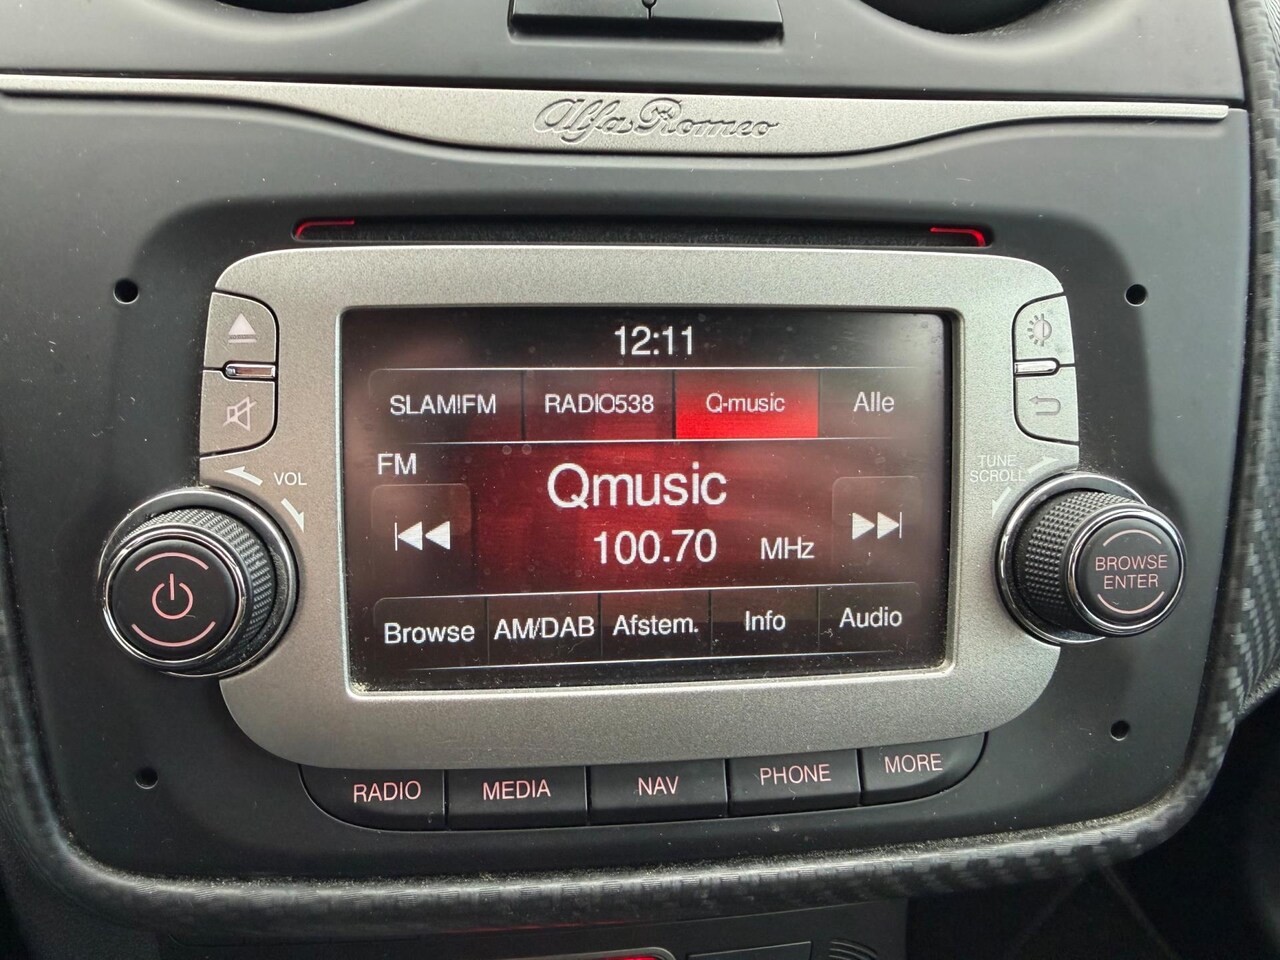 Alfa Romeo
12:11
SLAM!FM RADIO538 Q-music Alle
FM
Qmusic
100.70 MHz
Browse AM/DAB Afstem. Info Audio
VOL
TUNE
SCROLL
BROWSE
ENTER
RADIO MEDIA NAV PHONE MORE